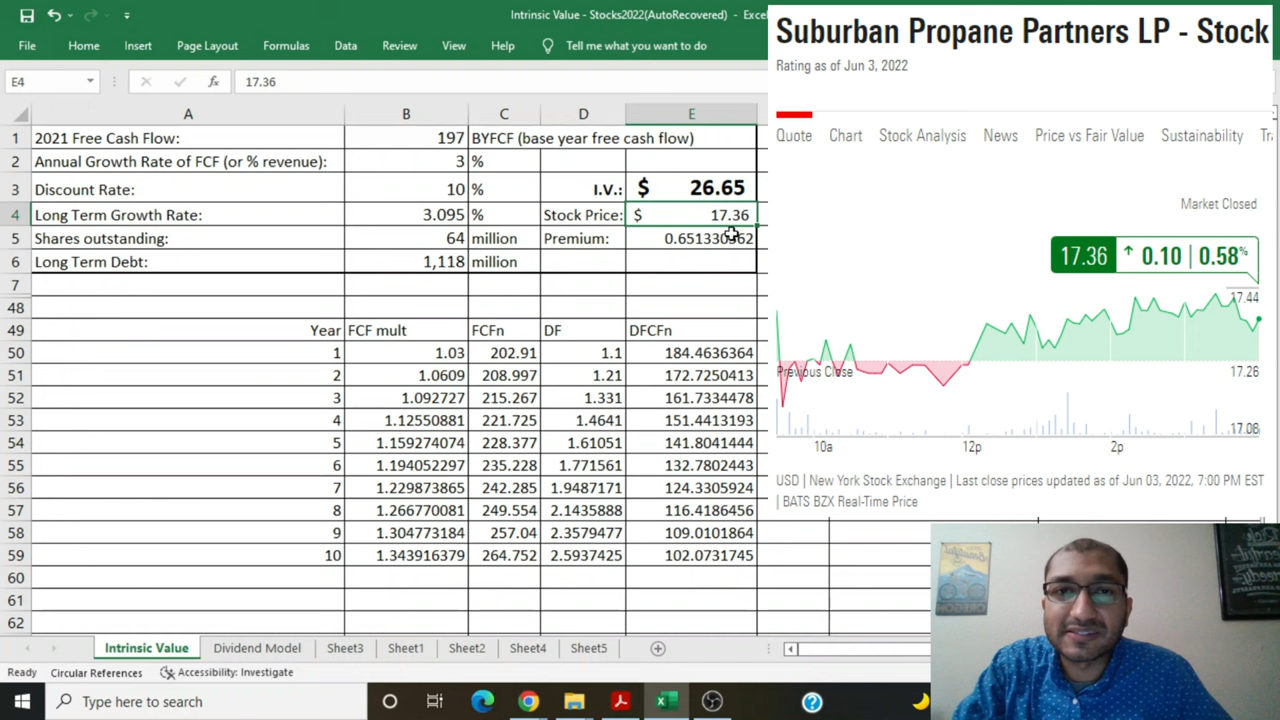 Intrinsic Value - Stocks2022(AutoRecovered) - Exce
File Home Insert Page Layout Formulas Data Review View Help Tell me what you want to do
E4 fx 17.36
A B C D E
1 2021 Free Cash Flow: 197 BYFCF (base year free cash flow)
2 Annual Growth Rate of FCF (or % revenue): 3 %
3 Discount Rate: 10 % I.V.: $ 26.65
4 Long Term Growth Rate: 3.095 % Stock Price: $ 17.36
5 Shares outstanding: 64 million Premium:
6 Long Term Debt: 1,118 million
7
48
49 Year FCF mult FCFn DF DFCFn
50 1 1.03 202.91 1.1 184.4636364
51 2 1.0609 208.997 1.21 172.7250413
52 3 1.092727 215.267 1.331 161.7334478
53 4 1.12550881 221.725 1.4641 151.4413193
54 5 1.159274074 228.377 1.61051 141.8041444
55 6 1.194052297 235.228 1.771561 132.7802443
56 7 1.229873865 242.285 1.9487171 124.3305924
57 8 1.266770081 249.554 2.1435888 116.4186456
58 9 1.304773184 257.04 2.3579477 109.0101864
59 10 1.343916379 264.752 2.5937425 102.0731745
60
61
62
Intrinsic Value Dividend Model Sheet3 Sheet1 Sheet2 Sheet4 Sheet5
Ready Circular References Accessibility: Investigate
Type here to search
Suburban Propane Partners LP - Stock
Rating as of Jun 3, 2022
Quote Chart Stock Analysis News Price vs Fair Value Sustainability
Market Closed
17.36 ↑ 0.10 | 0.58%
17.44
Previous Close
17.26
17.06
10a 12p 2p
USD | New York Stock Exchange | Last close prices updated as of Jun 03, 2022, 7:00 PM EST
| BATS BZX Real-Time Price
OREGON